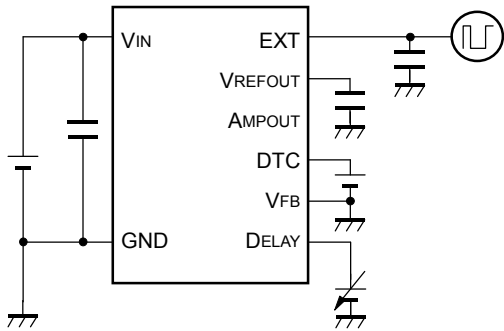 VIN EXT
VREFOUT
AMPOUT
DTC
VFB
GND DELAY